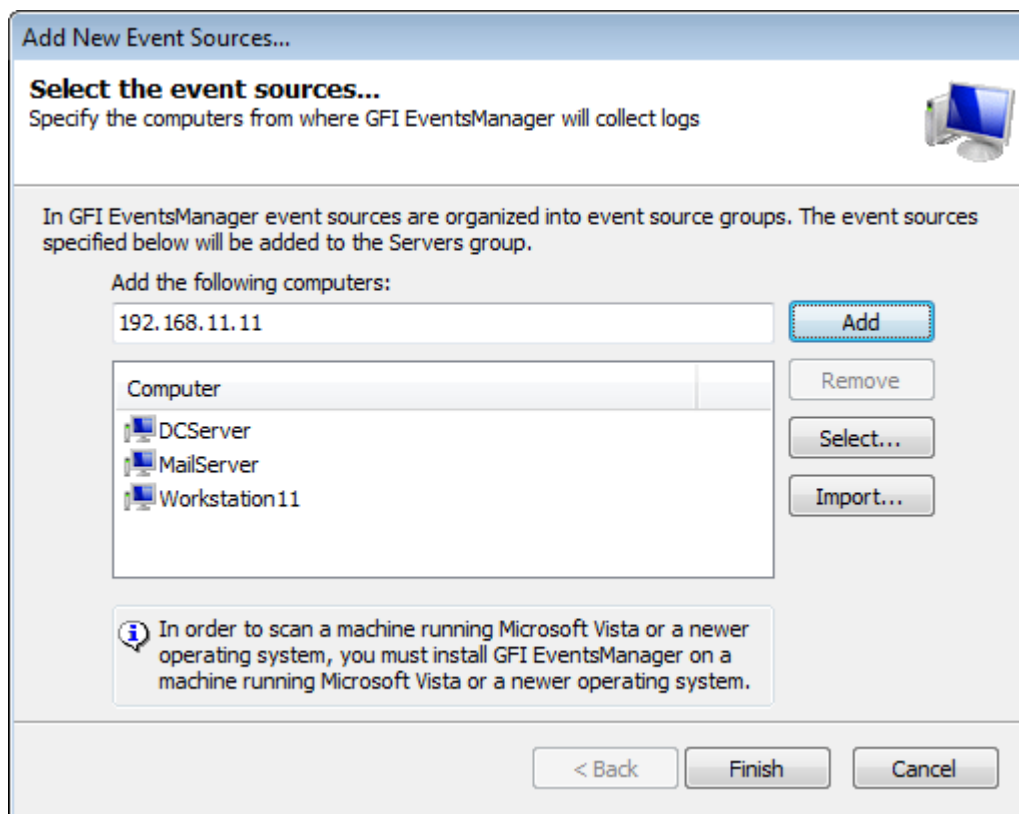 Add New Event Sources...
Select the event sources...
Specify the computers from where GFI EventsManager will collect logs
In GFI EventsManager event sources are organized into event source groups. The event sources
specified below will be added to the Servers group.
Add the following computers:
192.168.11.11
Add
Computer
Remove
DCServer
Select...
MailServer
Workstation11
Import...
In order to scan a machine running Microsoft Vista or a newer
operating system, you must install GFI EventsManager on a
machine running Microsoft Vista or a newer operating system.
< Back
Finish
Cancel